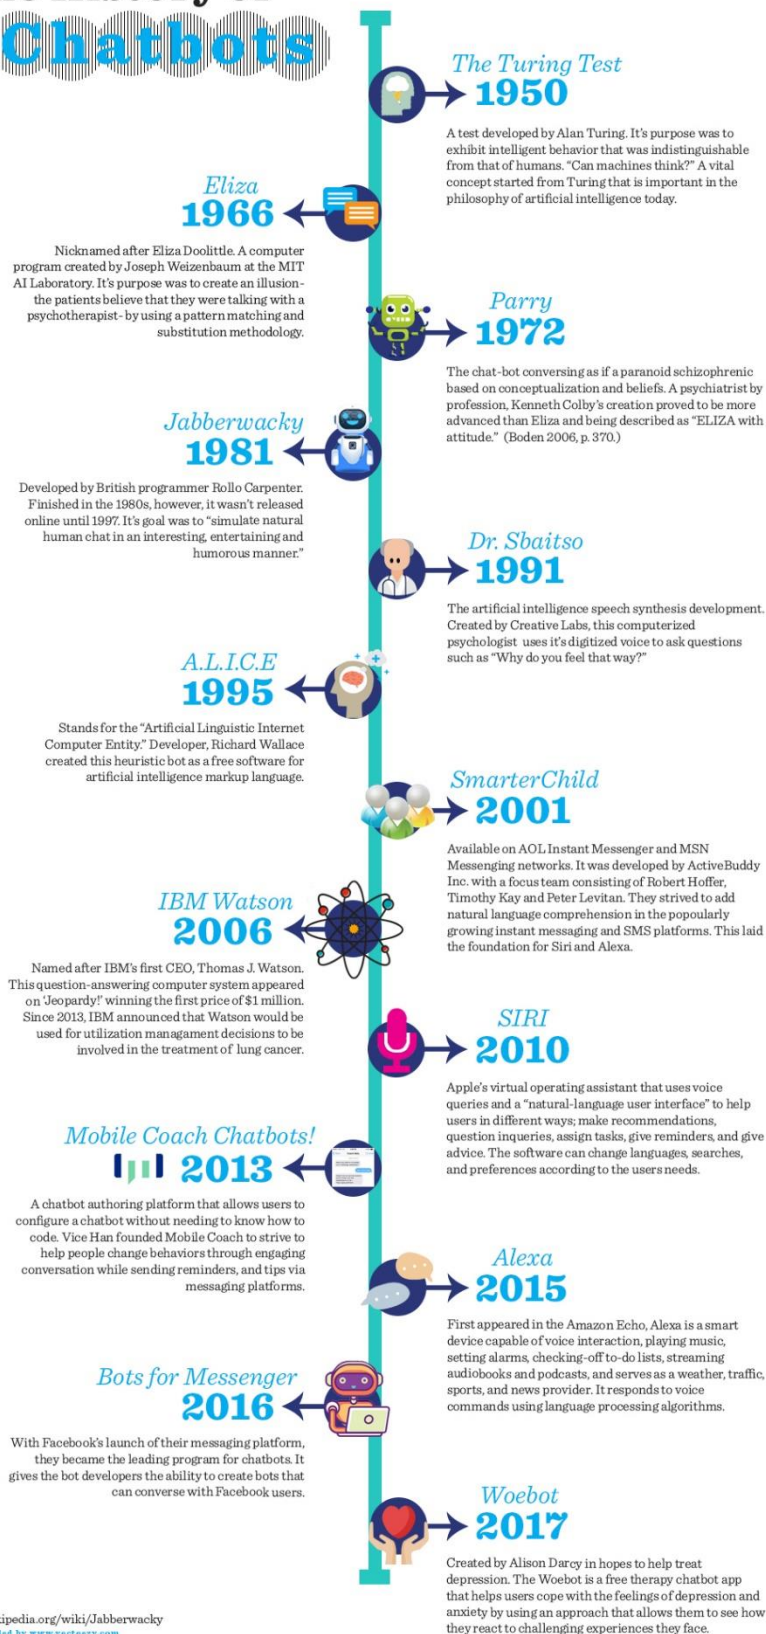 History of
Chatbots
The Turing Test
1950
A test developed by Alan Turing. It's purpose was to
exhibit intelligent behavior that was indistinguishable
from that of humans. “Can machines think?” A vital
concept started from Turing that is important in the
philosophy of artificial intelligence today.
Eliza
1966
Nicknamed after Eliza Doolittle. A computer
program created by Joseph Weizenbaum at the MIT
AI Laboratory. It's purpose was to create an illusion-
the patients believe that they were talking with a
psychotherapist- by using a pattern matching and
substitution methodology.
Parry
1972
The chat-bot conversing as if a paranoid schizophrenic
based on conceptualization and beliefs. A psychiatrist by
profession, Kenneth Colby's creation proved to be more
advanced than Eliza and being described as “ELIZA with
attitude.” (Boden 2006, p. 370.)
Jabberwacky
1981
Developed by British programmer Rollo Carpenter.
Finished in the 1980s, however, it wasn't released
online until 1997. It's goal was to “simulate natural
human chat in an interesting, entertaining and
humorous manner.”
Dr. Sbaitso
1991
The artificial intelligence speech synthesis development.
Created by Creative Labs, this computerized
psychologist uses it's digitized voice to ask questions
such as “Why do you feel that way?”
A.L.I.C.E
1995
Stands for the “Artificial Linguistic Internet
Computer Entity.” Developer, Richard Wallace
created this heuristic bot as a free software for
artificial intelligence markup language.
SmarterChild
2001
Available on AOL Instant Messenger and MSN
Messenging networks. It was developed by ActiveBuddy
Inc. with a focus team consisting of Robert Hoffer,
Timothy Kay and Peter Levitan. They strived to add
natural language comprehension in the popoularly
growing instant messaging and SMS platforms. This laid
the foundation for Siri and Alexa.
IBM Watson
2006
Named after IBM's first CEO, Thomas J. Watson.
This question-answering computer system appeared
on 'Jeopardy!' winning the first price of $1 million.
Since 2013, IBM announced that Watson would be
used for utilization managament decisions to be
involved in the treatment of lung cancer.
SIRI
2010
Apple's virtual operating assistant that uses voice
queries and a “natural-language user interface” to help
users in different ways; make recommendations,
question inqueries, assign tasks, give reminders, and give
advice. The software can change languages, searches,
and preferences according to the users needs.
Mobile Coach Chatbots!
2013
A chatbot authoring platform that allows users to
configure a chatbot without needing to know how to
code. Vice Han founded Mobile Coach to strive to
help people change behaviors through engaging
conversation while sending reminders, and tips via
messaging platforms.
Alexa
2015
First appeared in the Amazon Echo, Alexa is a smart
device capable of voice interaction, playing music,
setting alarms, checking-off to-do lists, streaming
audiobooks and podcasts, and serves as a weather, traffic,
sports, and news provider. It responds to voice
commands using language processing algorithms.
Bots for Messenger
2016
With Facebook's launch of their messaging platform,
they became the leading program for chatbots. It
gives the bot developers the ability to create bots that
can converse with Facebook users.
Woebot
2017
Created by Alison Darcy in hopes to help treat
depression. The Woebot is a free therapy chatbot app
that helps users cope with the feelings of depression and
anxiety by using an approach that allows them to see how
they react to challenging experiences they face.
ipedia.org/wiki/Jabberwacky
by www.vecteezy.com